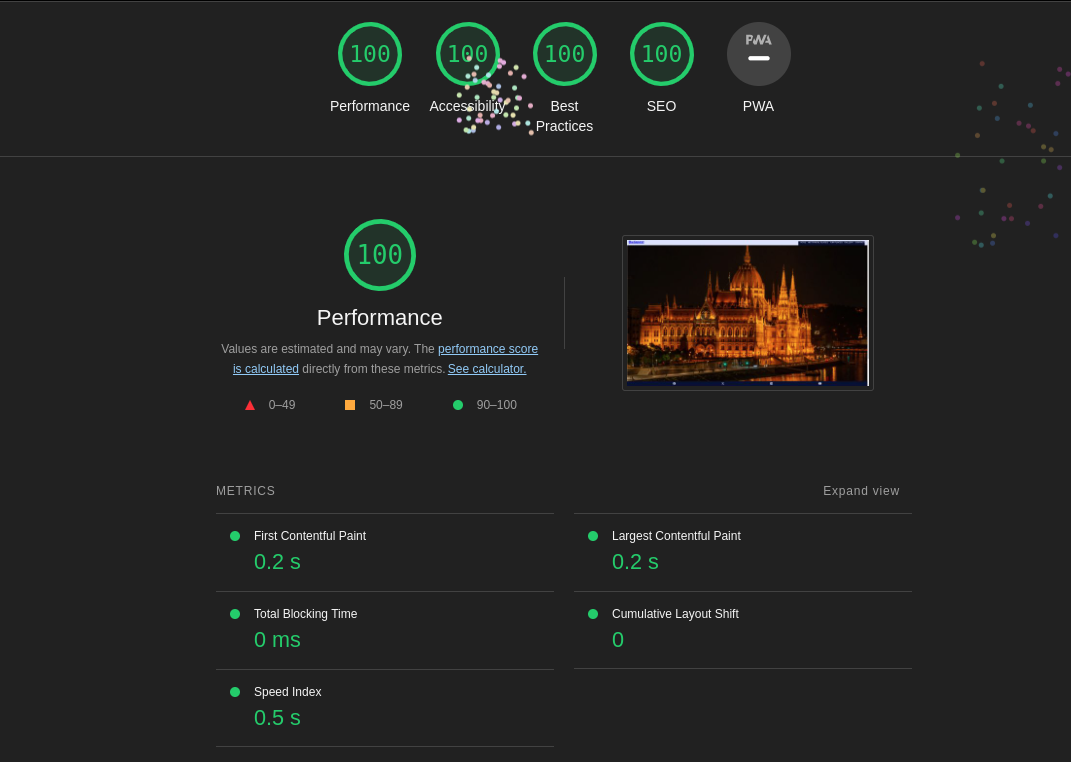 100 100 100 100 PWA
Performance Accessibility Best Practices SEO PWA
100
Performance
Values are estimated and may vary. The performance score
is calculated directly from these metrics. See calculator.
0–49 50–89 90–100
METRICS Expand view
First Contentful Paint
0.2 s
Largest Contentful Paint
0.2 s
Total Blocking Time
0 ms
Cumulative Layout Shift
0
Speed Index
0.5 s